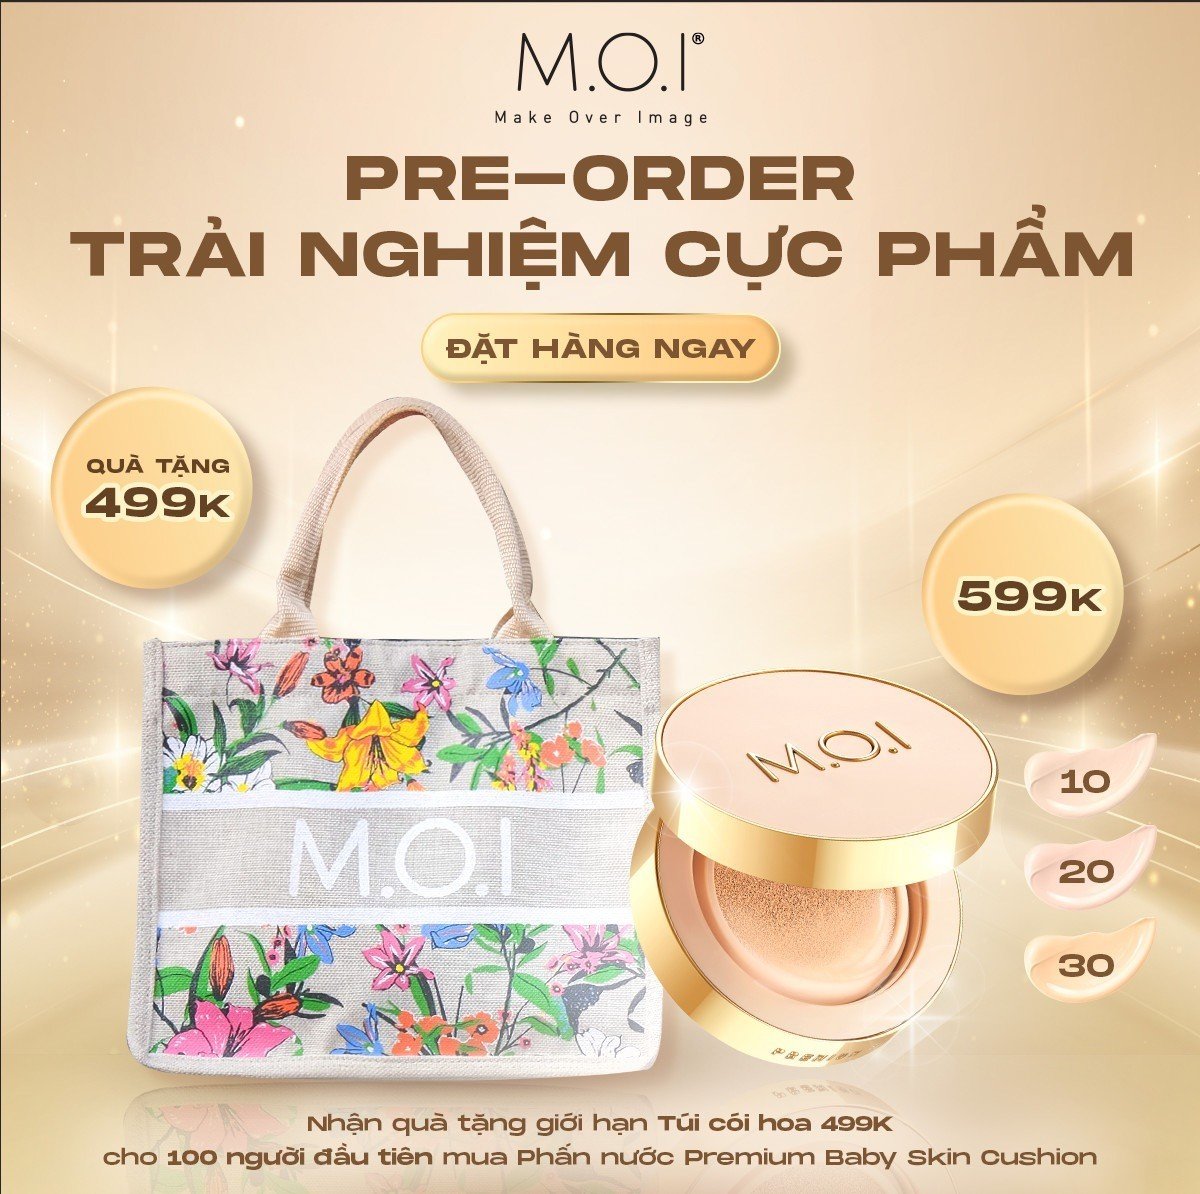 M.O.I®
Make Over Image
PRE-ORDER
TRẢI NGHIỆM CỰC PHẨM
ĐẶT HÀNG NGAY
QUÀ TẶNG
499K
599K
M.O.I
M.O.I
10
20
30
Nhận quà tặng giới hạn Túi cói hoa 499K
cho 100 người đầu tiên mua Phấn nước Premium Baby Skin Cushion